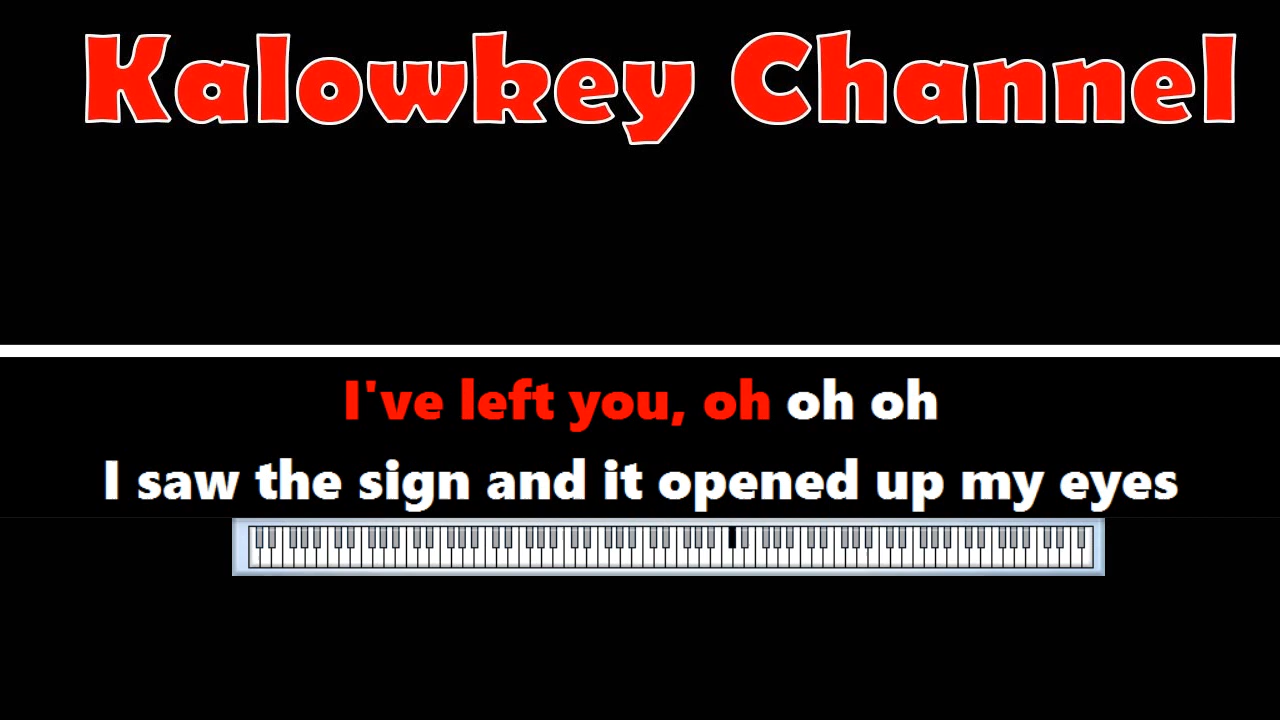 Kalowkey Channel
I've left you, oh oh oh
I saw the sign and it opened up my eyes